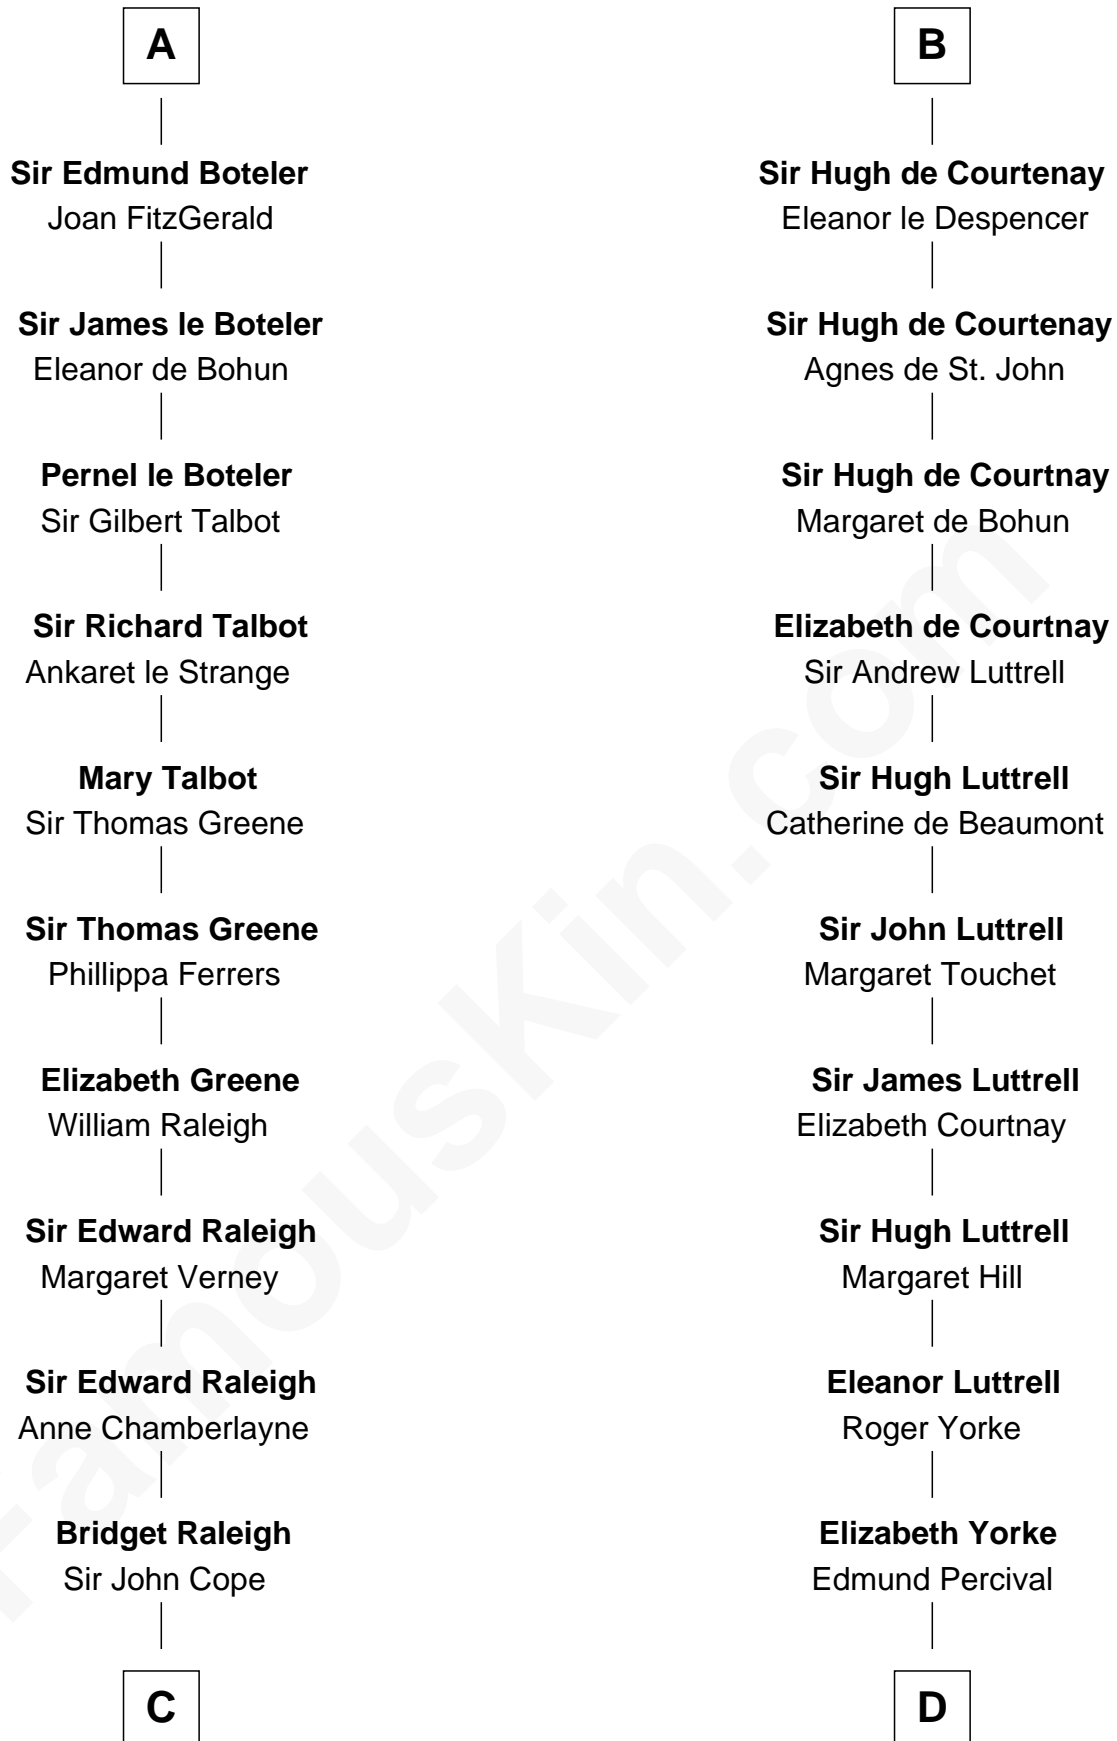 A
Sir Edmund Boteler
Joan FitzGerald
Sir James le Boteler
Eleanor de Bohun
Pernel le Boteler
Sir Gilbert Talbot
Sir Richard Talbot
Ankaret le Strange
Mary Talbot
Sir Thomas Greene
Sir Thomas Greene
Phillippa Ferrers
Elizabeth Greene
William Raleigh
Sir Edward Raleigh
Margaret Verney
Sir Edward Raleigh
Anne Chamberlayne
Bridget Raleigh
Sir John Cope
C
B
Sir Hugh de Courtenay
Eleanor le Despencer
Sir Hugh de Courtenay
Agnes de St. John
Sir Hugh de Courtnay
Margaret de Bohun
Elizabeth de Courtnay
Sir Andrew Luttrell
Sir Hugh Luttrell
Catherine de Beaumont
Sir John Luttrell
Margaret Touchet
Sir James Luttrell
Elizabeth Courtnay
Sir Hugh Luttrell
Margaret Hill
Eleanor Luttrell
Roger Yorke
Elizabeth Yorke
Edmund Percival
D
FamousKin.com